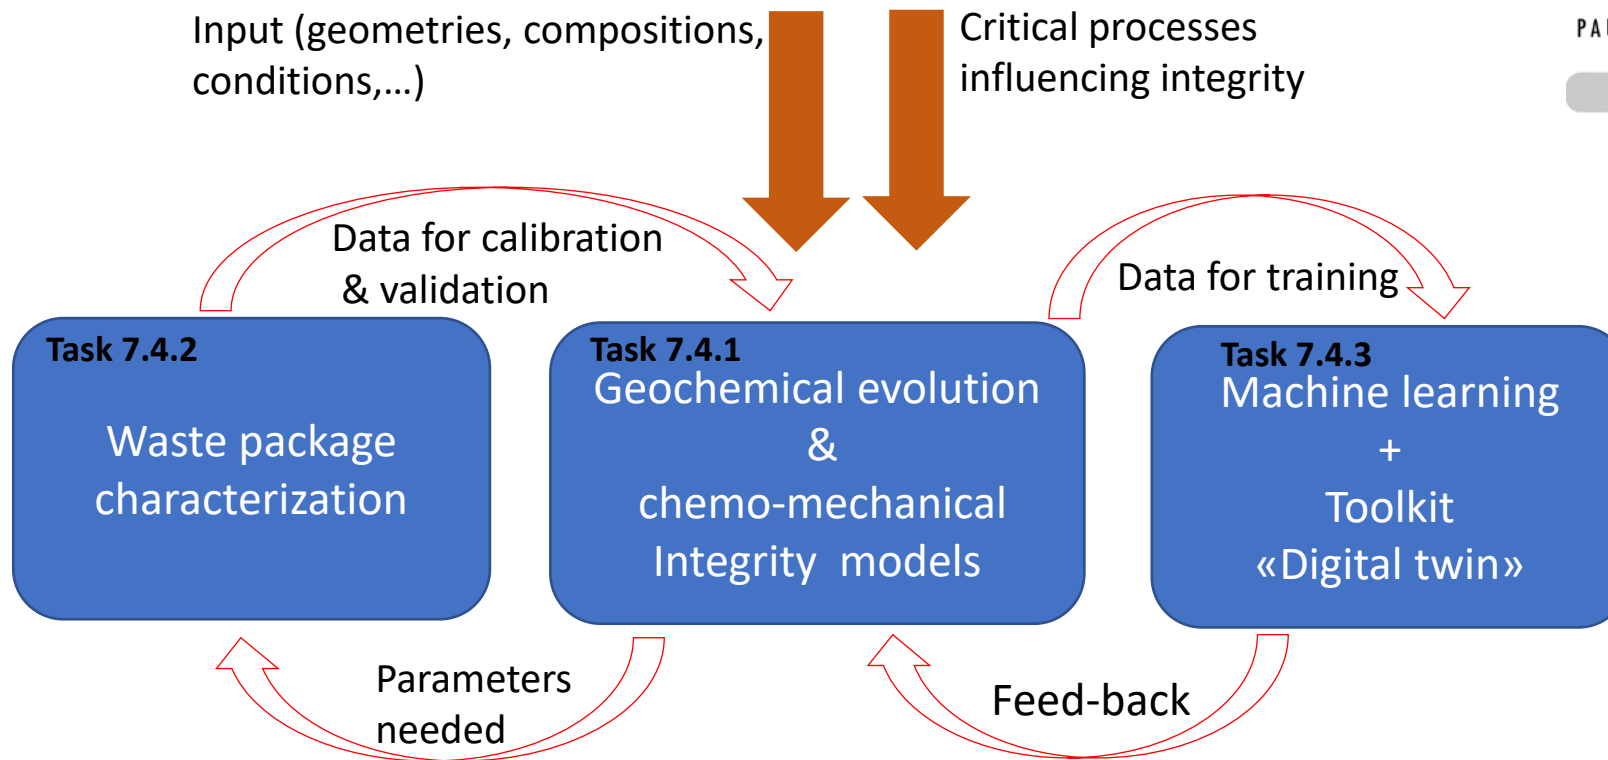 Input (geometries, compositions,
conditions,...)
Critical processes
influencing integrity
Data for calibration
& validation
Data for training
Task 7.4.2
Waste package
characterization
Task 7.4.1
Geochemical evolution
&
chemo-mechanical
Integrity models
Task 7.4.3
Machine learning
+
Toolkit
«Digital twin»
Parameters
needed
Feed-back